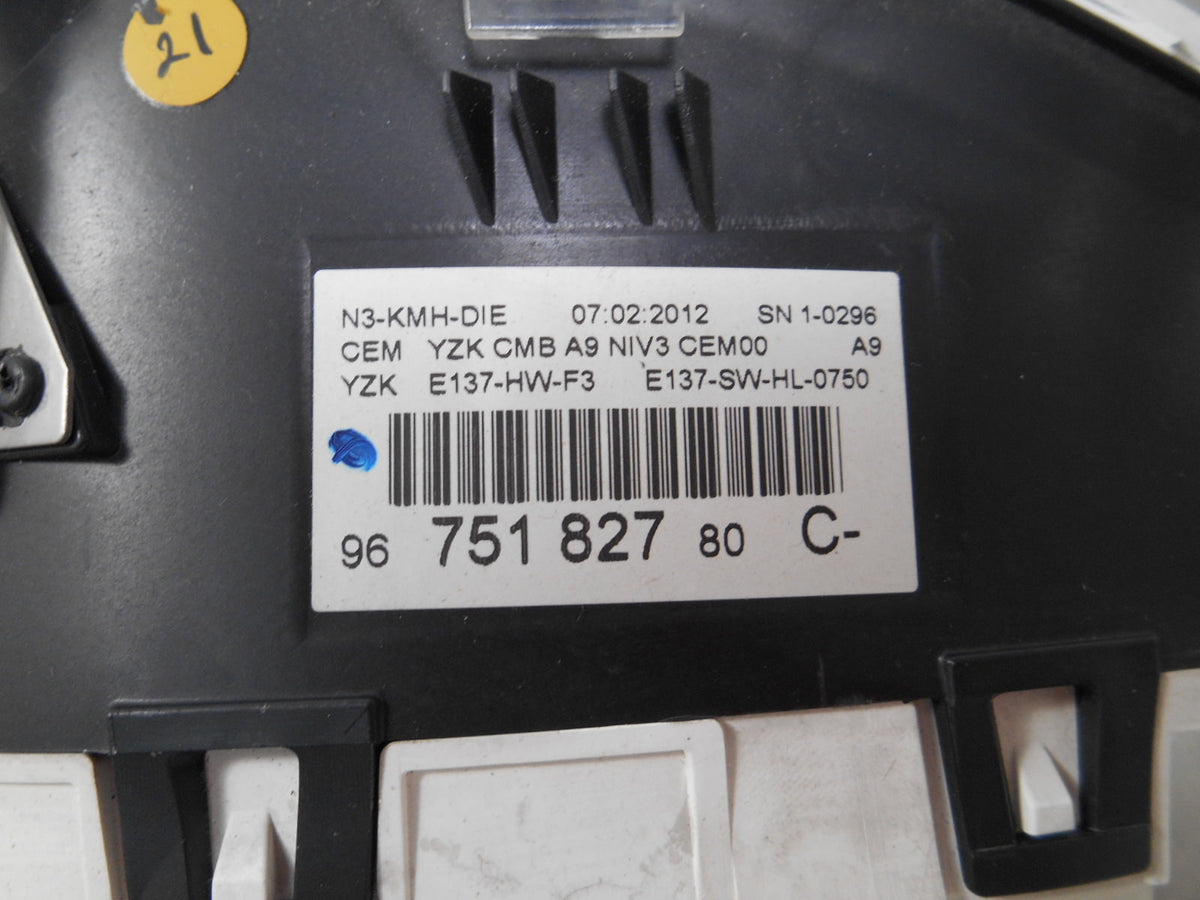 21
N3-KMH-DIE 07:02:2012 SN 1-0296
CEM YZK CMB A9 NIV3 CEM00 A9
YZK E137-HW-F3 E137-SW-HL-0750
96 751 827 80 C-